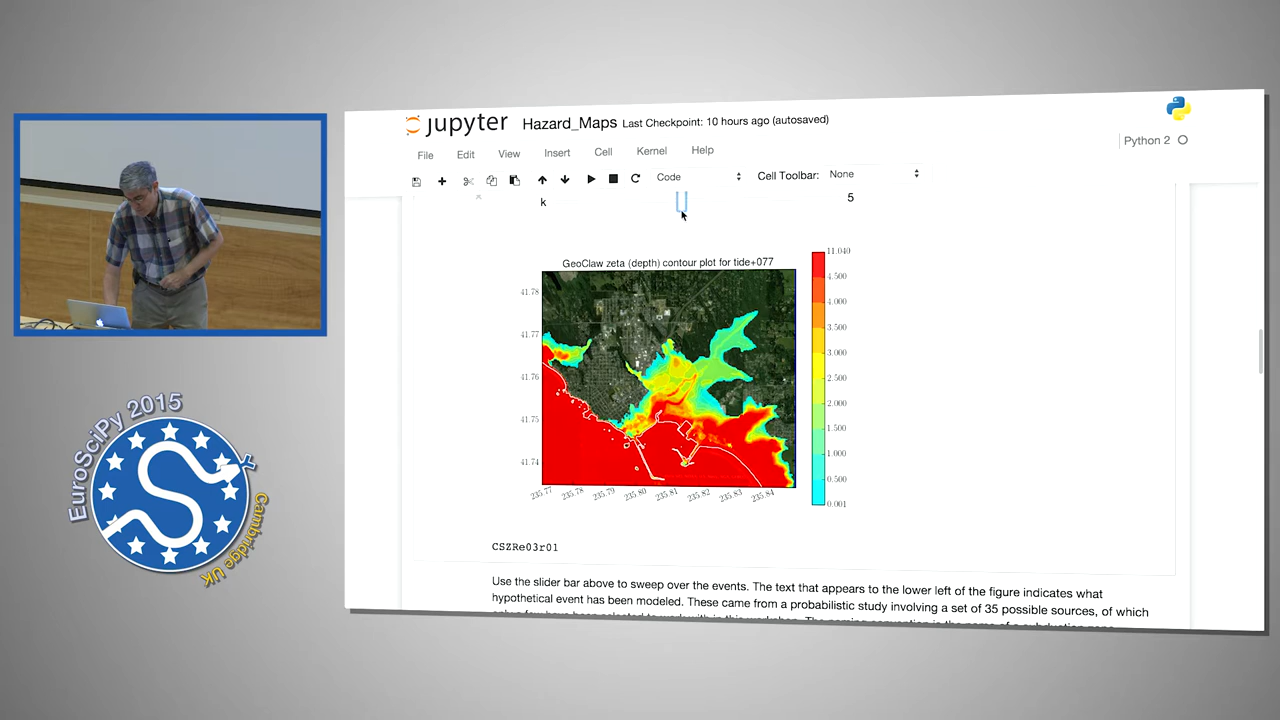 jupyter Hazard_Maps Last Checkpoint: 10 hours ago (autosaved)
File Edit View Insert Cell Kernel Help
Python 2
Code Cell Toolbar: None
k 5
GeoClaw zeta (depth) contour plot for tide+077
41.78
41.77
41.76
41.75
41.74
235.77 235.78 235.79 235.80 235.81 235.82 235.83 235.84
11.040
4.500
4.000
3.500
3.000
2.500
2.000
1.500
1.000
0.500
0.001
CSZRe03r01
Use the slider bar above to sweep over the events. The text that appears to the lower left of the figure indicates what
hypothetical event has been modeled. These came from a probabilistic study involving a set of 35 possible sources, of which
EuroSciPy 2015
Cambridge UK